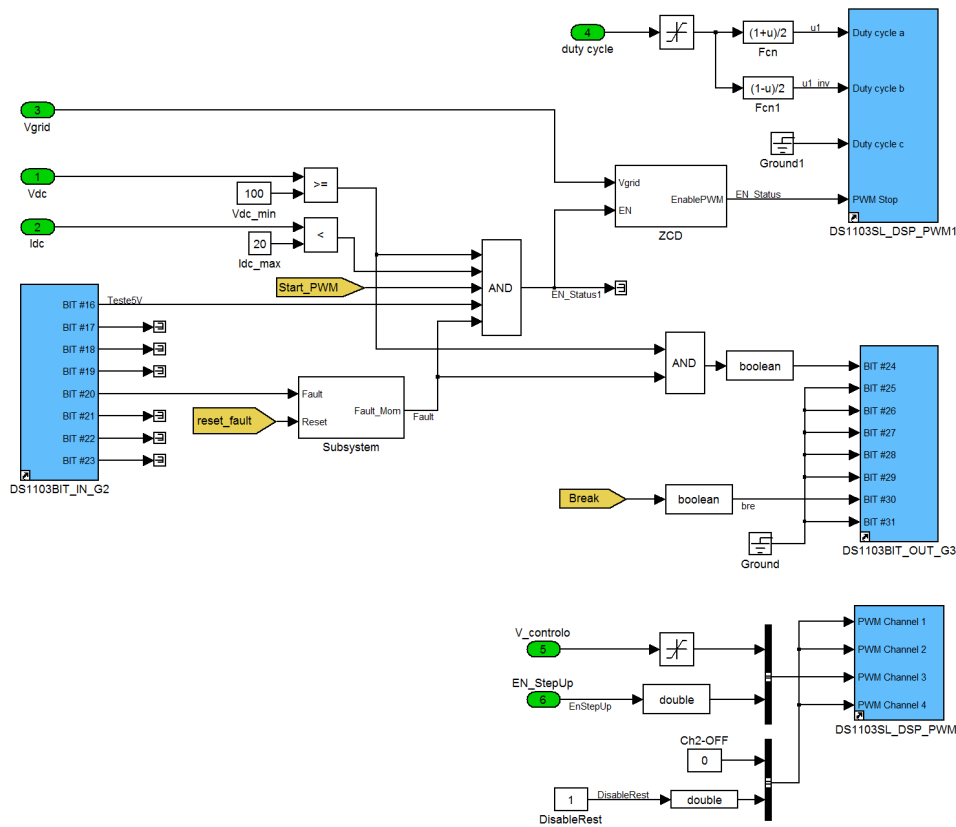 4
duty cycle
(1+u)/2
Fcn
u1
(1-u)/2
Fcn1
u1_inv
Duty cycle a
Duty cycle b
Duty cycle c
PWM Stop
DS1103SL_DSP_PWM1
Ground1
3
Vgrid
1
Vdc
100
Vdc_min
>=
2
Idc
20
Idc_max
<
Start_PWM
AND
EN_Status1
Vgrid
EN
EnablePWM
ZCD
EN_Status
BIT #16
BIT #17
BIT #18
BIT #19
BIT #20
BIT #21
BIT #22
BIT #23
DS1103BIT_IN_G2
Teste5V
reset_fault
Fault
Reset
Fault_Mom
Subsystem
Fault
AND
boolean
Break
boolean
bre
Ground
BIT #24
BIT #25
BIT #26
BIT #27
BIT #28
BIT #29
BIT #30
BIT #31
DS1103BIT_OUT_G3
V_controlo
5
EN_StepUp
6
EnStepUp
double
Ch2-OFF
0
1
DisableRest
DisableRest
double
PWM Channel 1
PWM Channel 2
PWM Channel 3
PWM Channel 4
DS1103SL_DSP_PWM